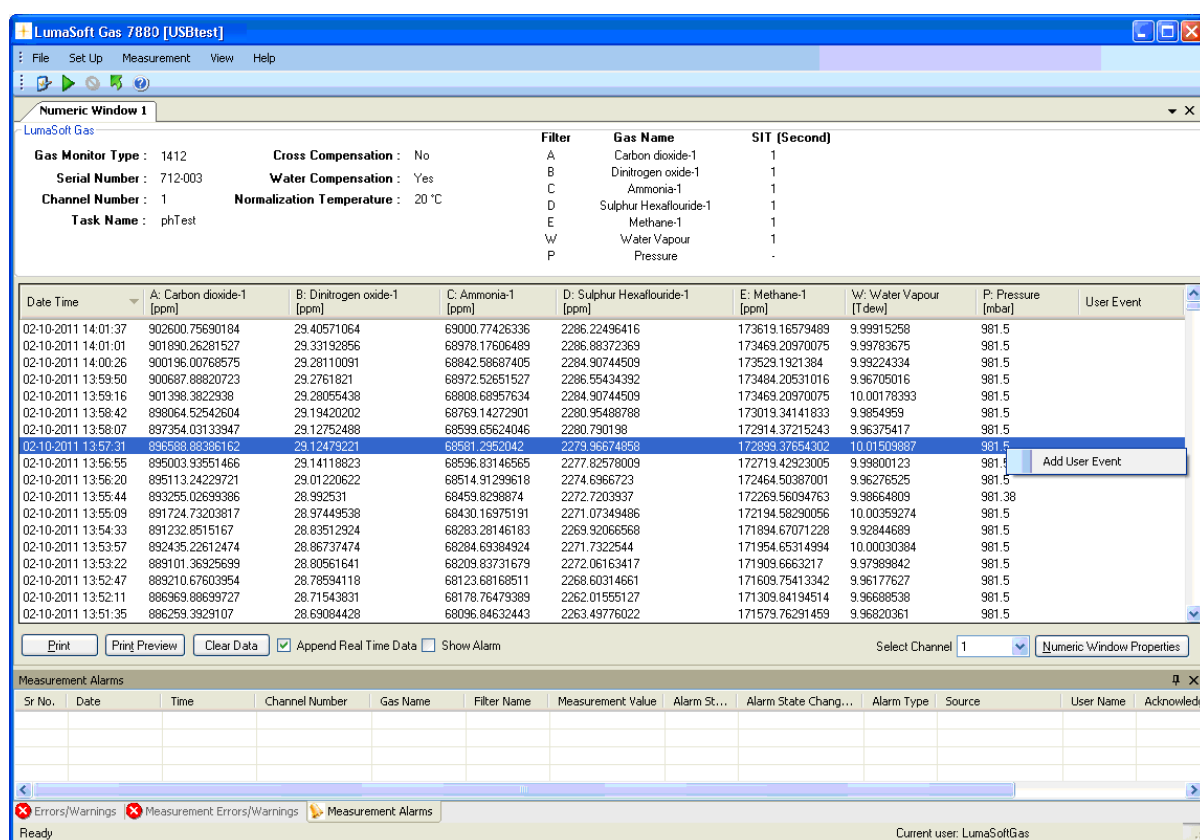 LumaSoft Gas 7880 [USBtest]
File Set Up Measurement View Help
Numeric Window 1
LumaSoft Gas
Filter Gas Name SIT (Second)
Gas Monitor Type : 1412 Cross Compensation : No A Carbon dioxide-1 1
B Dinitrogen oxide-1 1
Serial Number : 712-003 Water Compensation : Yes C Ammonia-1 1
Channel Number : 1 Normalization Temperature : 20 °C D Sulphur Hexaflouride-1 1
Task Name : phTest E Methane-1 1
W Water Vapour 1
P Pressure -
Date Time A: Carbon dioxide-1 [ppm] B: Dinitrogen oxide-1 [ppm] C: Ammonia-1 [ppm] D: Sulphur Hexaflouride-1 [ppm] E: Methane-1 [ppm] W: Water Vapour [Tdew] P: Pressure [mbar] User Event
02-10-2011 14:01:37 902600.75690184 29.40571064 69000.77426336 2286.22496416 173619.16579489 9.99915258 981.5
02-10-2011 14:01:01 901890.26281527 29.33192856 68978.17606489 2286.88372369 173469.20970075 9.99783675 981.5
02-10-2011 14:00:26 900196.00768575 29.28110091 68842.58687405 2284.90744509 173529.1921384 9.99224334 981.5
02-10-2011 13:59:50 900687.88820723 29.2761821 68972.52651527 2286.55434392 173484.20531016 9.96705016 981.5
02-10-2011 13:59:16 901398.3822938 29.28055438 68808.68957634 2284.90744509 173469.20970075 10.00178393 981.5
02-10-2011 13:58:42 898064.52542604 29.19420202 68769.14272901 2280.95488788 173019.34141833 9.9854959 981.5
02-10-2011 13:58:07 897354.03133947 29.12752488 68599.65624046 2280.790198 172914.37215243 9.96375417 981.5
02-10-2011 13:57:31 896588.88386162 29.12479221 68581.2952042 2279.96674858 172899.37654302 10.01509887 981.5
02-10-2011 13:56:55 895003.93551466 29.14118823 68596.83146565 2277.82578009 172719.42923005 9.99800123 981.5
Add User Event
02-10-2011 13:56:20 895113.24229721 29.01220622 68514.91299618 2274.6966723 172464.50387001 9.96276525 981.5
02-10-2011 13:55:44 893255.02699386 28.992531 68459.8298874 2272.7203937 172269.56094763 9.98664809 981.38
02-10-2011 13:55:09 891724.73203817 28.97449538 68430.16975191 2271.07349486 172194.58290056 10.00359274 981.5
02-10-2011 13:54:33 891232.8515167 28.83512924 68283.28146183 2269.92066568 171894.67071228 9.92844689 981.5
02-10-2011 13:53:57 892435.22612474 28.86737474 68284.69384924 2271.7322544 171954.65314994 10.00030384 981.5
02-10-2011 13:53:22 889101.36925699 28.80561641 68209.83731679 2272.06163417 171909.6663217 9.97989842 981.5
02-10-2011 13:52:47 889210.67603954 28.78594118 68123.68168511 2268.60314661 171609.75413342 9.96177627 981.5
02-10-2011 13:52:11 886969.88699727 28.71543831 68178.76479389 2262.01555127 171309.84194514 9.96688538 981.5
02-10-2011 13:51:35 886259.3929107 28.69084428 68096.84632443 2263.49776022 171579.76291459 9.96820361 981.5
Print Print Preview Clear Data Append Real Time Data Show Alarm Select Channel 1 Numeric Window Properties
Measurement Alarms
Sr No. Date Time Channel Number Gas Name Filter Name Measurement Value Alarm St... Alarm State Chang... Alarm Type Source User Name Acknowledg
Errors/Warnings Measurement Errors/Warnings Measurement Alarms
Ready Current user: LumaSoftGas